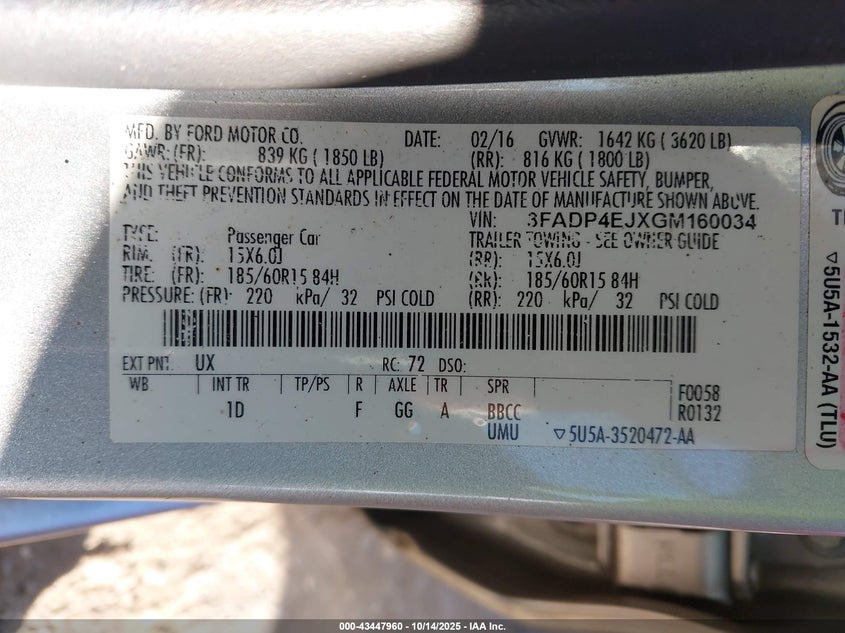 MFD. BY FORD MOTOR CO. DATE: 02/16 GVWR: 1642 KG ( 3620 LB)
GAWR: (FR): 839 KG ( 1850 LB) (RR): 816 KG ( 1800 LB)
THIS VEHICLE CONFORMS TO ALL APPLICABLE FEDERAL MOTOR VEHICLE SAFETY, BUMPER,
AND THEFT PREVENTION STANDARDS IN EFFECT ON THE DATE OF MANUFACTURE SHOWN ABOVE.
VIN: 3FADP4EJXGM160034
TYPE: Passenger Car TRAILER TOWING - SEE OWNER GUIDE
RIM: (FR): 15X6.0J (RR): 15X6.0J
TIRE: (FR): 185/60R15 84H (RR): 185/60R15 84H
PRESSURE: (FR): 220 kPa/ 32 PSI COLD (RR): 220 kPa/ 32 PSI COLD
EXT PNT: UX RC: 72 DSO:
WB INT TR TP/PS R AXLE TR SPR F0058
1D F GG A BBCC R0132
UMU ▽5U5A-3520472-AA
▽5U5A-1532-AA (TLU)
000-43447960 - 10/14/2025 - IAA Inc.